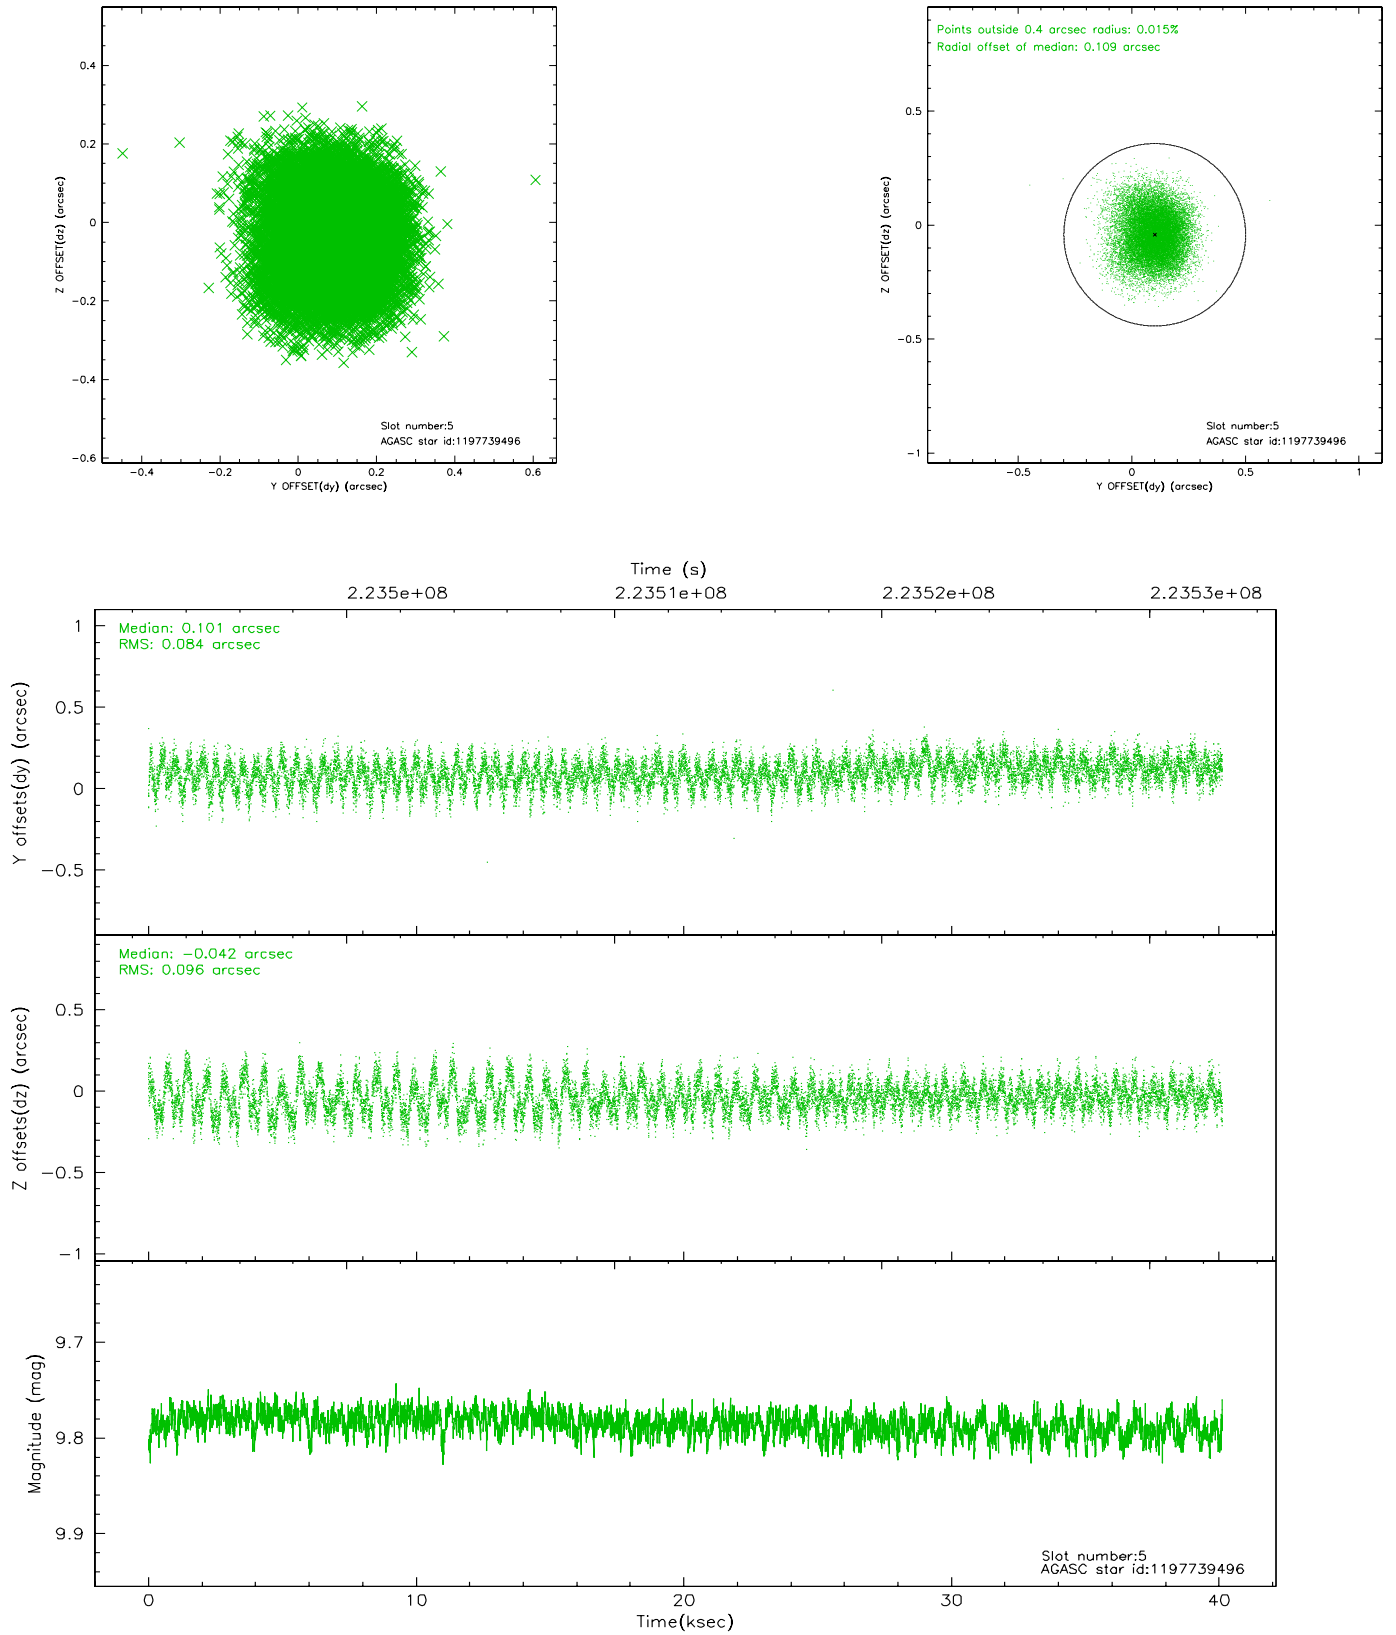 0.4
0.2
0
−0.2
−0.4
−0.6
Z OFFSET(dz) (arcsec)
−0.4
−0.2
0
0.2
0.4
0.6
Y OFFSET(dy) (arcsec)
Slot number:5
AGASC star id:1197739496
Points outside 0.4 arcsec radius: 0.015%
Radial offset of median: 0.109 arcsec
0.5
0
−0.5
−1
Z OFFSET(dz) (arcsec)
−0.5
0
0.5
1
Y OFFSET(dy) (arcsec)
Slot number:5
AGASC star id:1197739496
Time (s)
2.235e+08
2.2351e+08
2.2352e+08
2.2353e+08
Median: 0.101 arcsec
RMS: 0.084 arcsec
1
0.5
0
−0.5
Y offsets(dy) (arcsec)
Median: −0.042 arcsec
RMS: 0.096 arcsec
0.5
0
−0.5
−1
Z offsets(dz) (arcsec)
9.7
9.8
9.9
Magnitude (mag)
Slot number:5
AGASC star id:1197739496
0
10
20
30
40
Time(ksec)